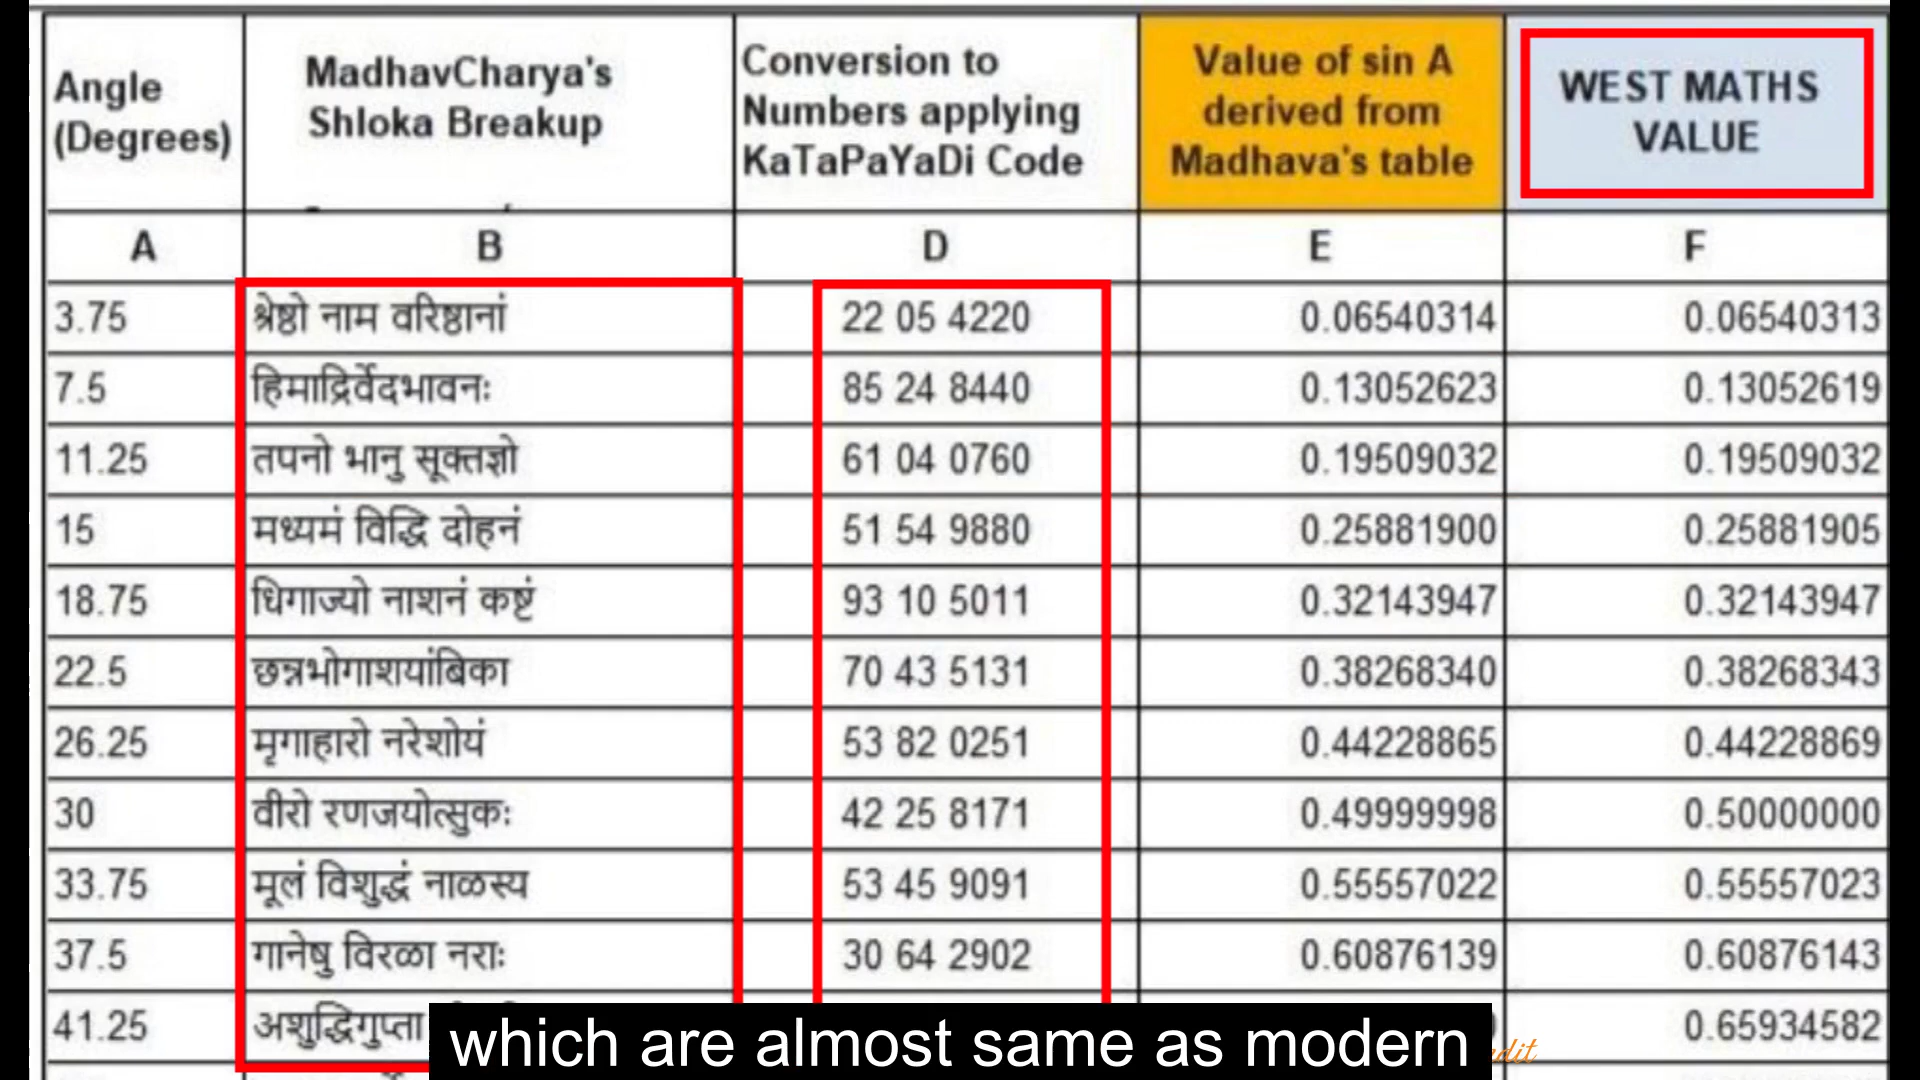 Angle
(Degrees)
MadhavCharya's
Shloka Breakup
Conversion to
Numbers applying
KaTaPaYaDi Code
Value of sin A
derived from
Madhava's table
WEST MATHS
VALUE
A B D E F
3.75 श्रेष्ठो नाम वरिष्ठानां 22 05 4220 0.06540314 0.06540313
7.5 हिमाद्रिर्वेदभावनः 85 24 8440 0.13052623 0.13052619
11.25 तपनो भानु सूक्तज्ञो 61 04 0760 0.19509032 0.19509032
15 मध्यमं विद्धि दोहनं 51 54 9880 0.25881900 0.25881905
18.75 धिगाज्यो नाशनं कष्टं 93 10 5011 0.32143947 0.32143947
22.5 छन्नभोगाशयांबिका 70 43 5131 0.38268340 0.38268343
26.25 मृगाहारो नरेशोयं 53 82 0251 0.44228865 0.44228869
30 वीरो रणजयोत्सुकः 42 25 8171 0.49999998 0.50000000
33.75 मूलं विशुद्धं नाळस्य 53 45 9091 0.55557022 0.55557023
37.5 गानेषु विरळा नराः 30 64 2902 0.60876139 0.60876143
41.25 अशुद्धिगुप्ता 0.65934582
which are almost same as modern